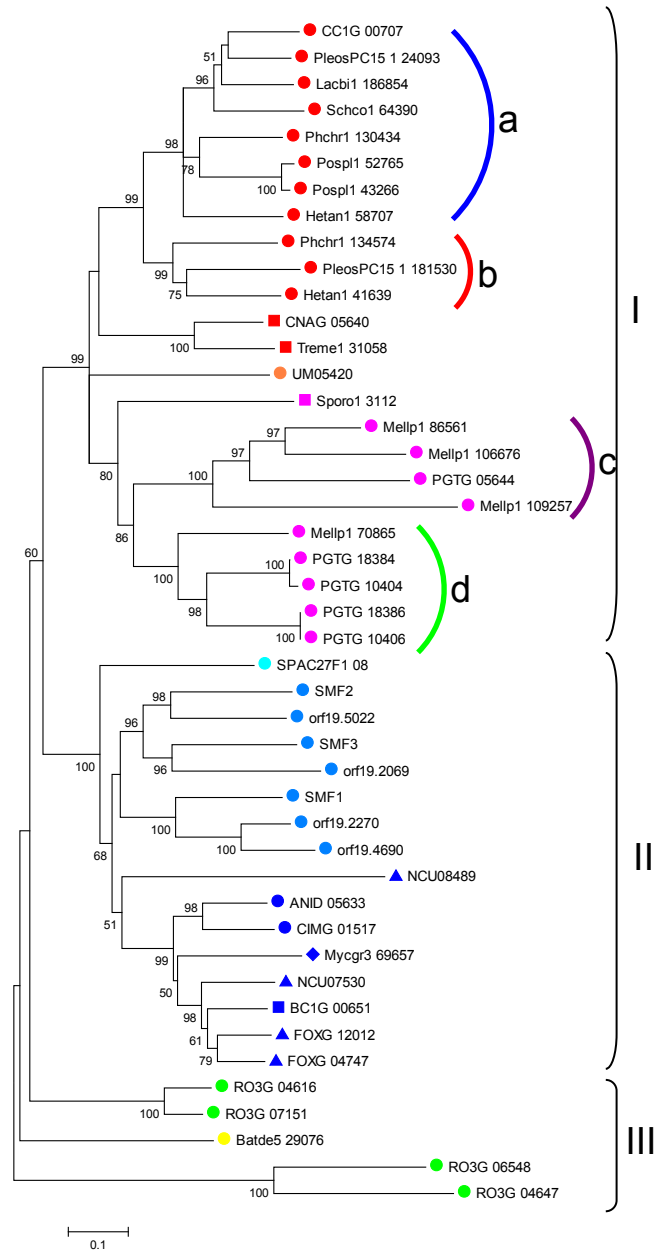 CC1G 00707
51
PleosPC15 1 24093
96
Lacbi1 186854
Schco1 64390
a
98
Phchr1 130434
78
Pospl1 52765
100
Pospl1 43266
99
Hetan1 58707
Phchr1 134574
99
PleosPC15 1 181530
b
75
Hetan1 41639
I
CNAG 05640
100
Treme1 31058
99
UM05420
Sporo1 3112
97
Mellp1 86561
97
Mellp1 106676
80
100
PGTG 05644
c
Mellp1 109257
86
Mellp1 70865
100
PGTG 18384
60
100
PGTG 10404
98
d
PGTG 18386
100
PGTG 10406
SPAC27F1 08
98
SMF2
96
orf19.5022
100
SMF3
96
orf19.2069
SMF1
100
orf19.2270
68
100
orf19.4690
II
NCU08489
51
98
ANID 05633
CIMG 01517
99
Mycgr3 69657
50
NCU07530
98
BC1G 00651
61
FOXG 12012
79
FOXG 04747
RO3G 04616
100
RO3G 07151
Batde5 29076
III
RO3G 06548
100
RO3G 04647
0.1